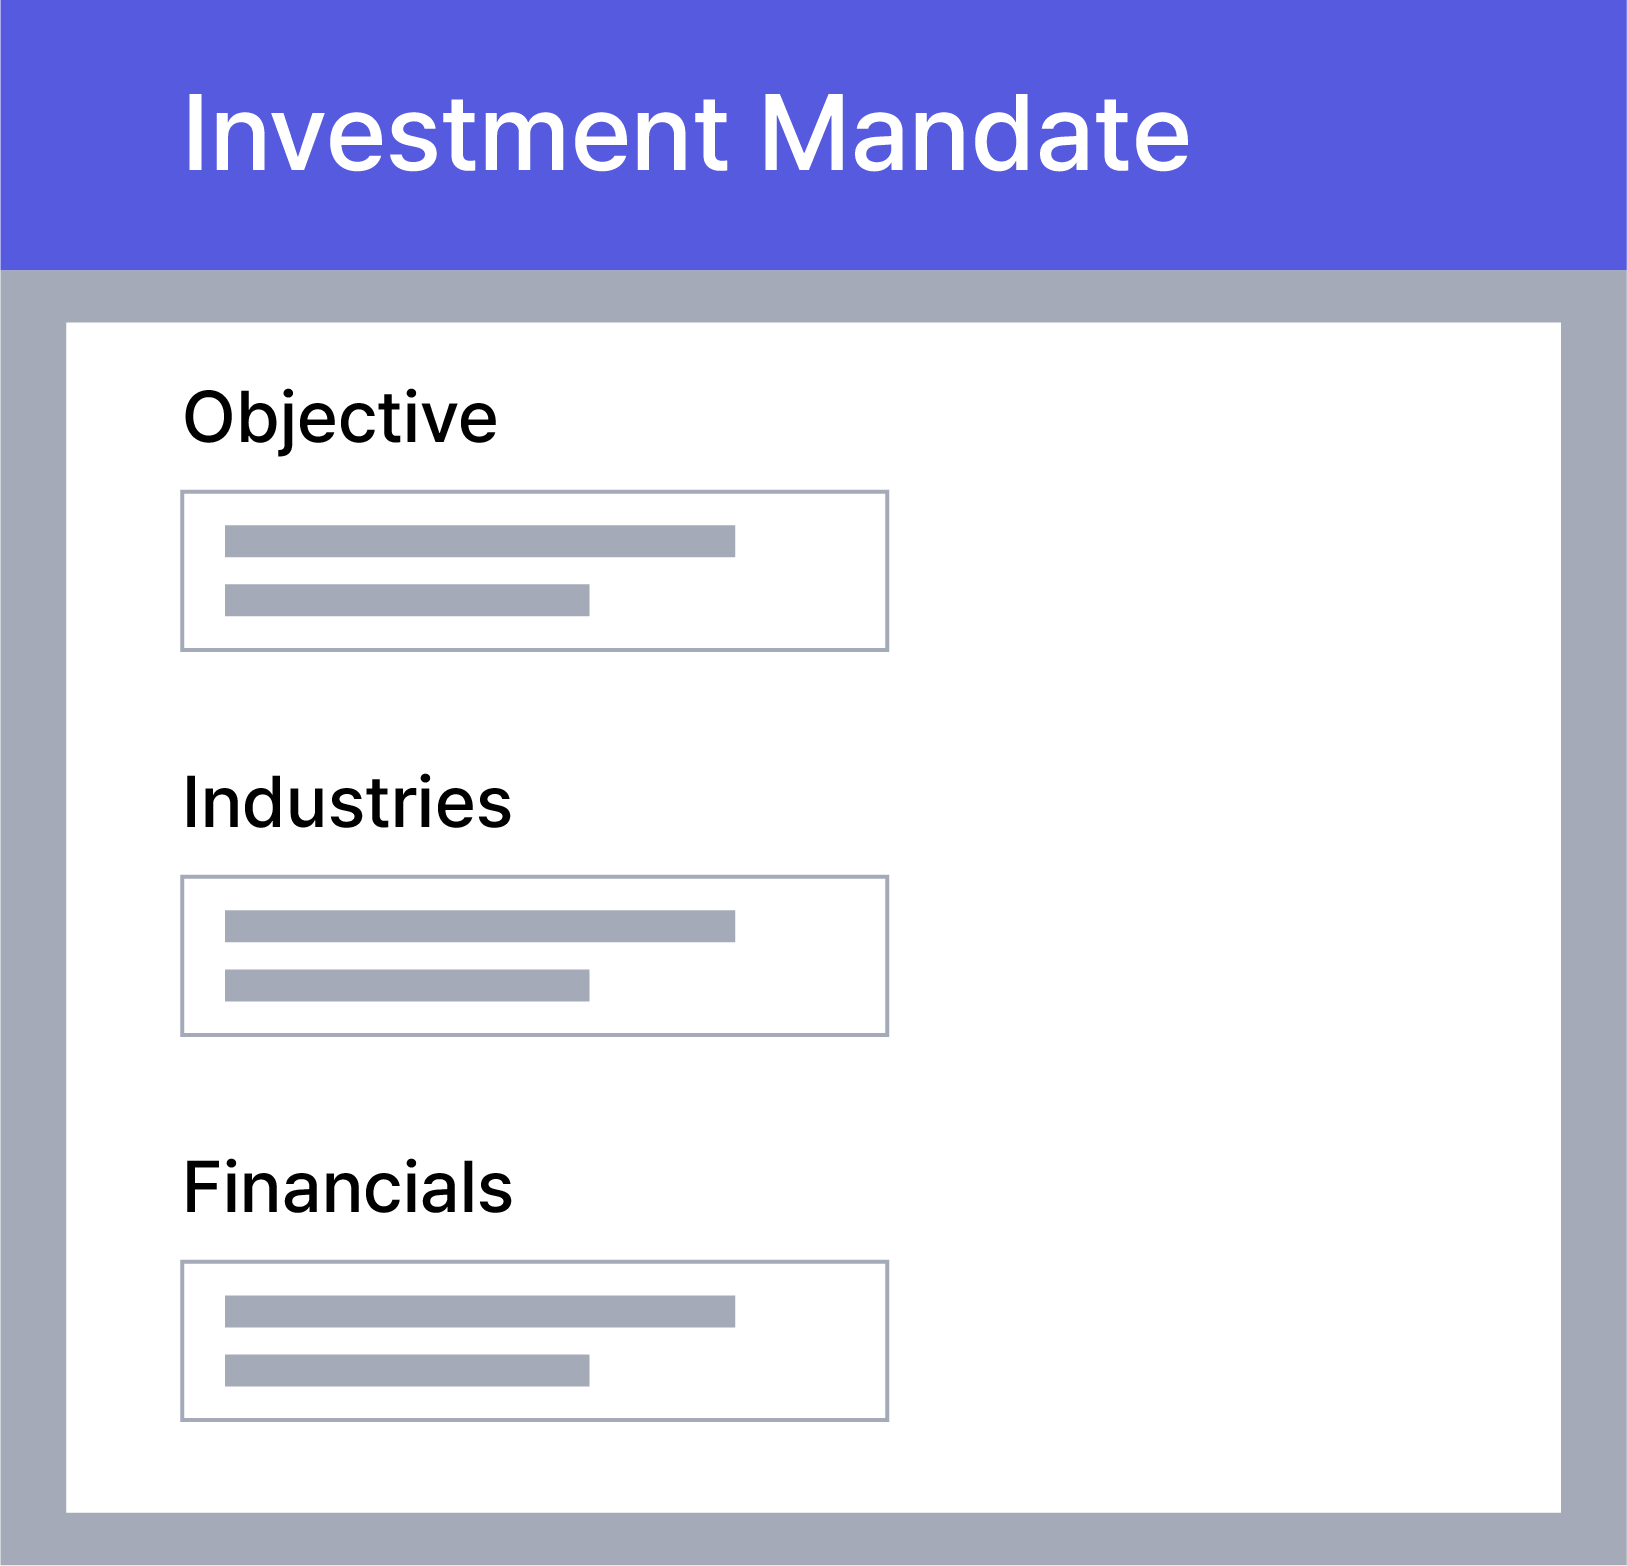 Investment Mandate
Objective
Industries
Financials